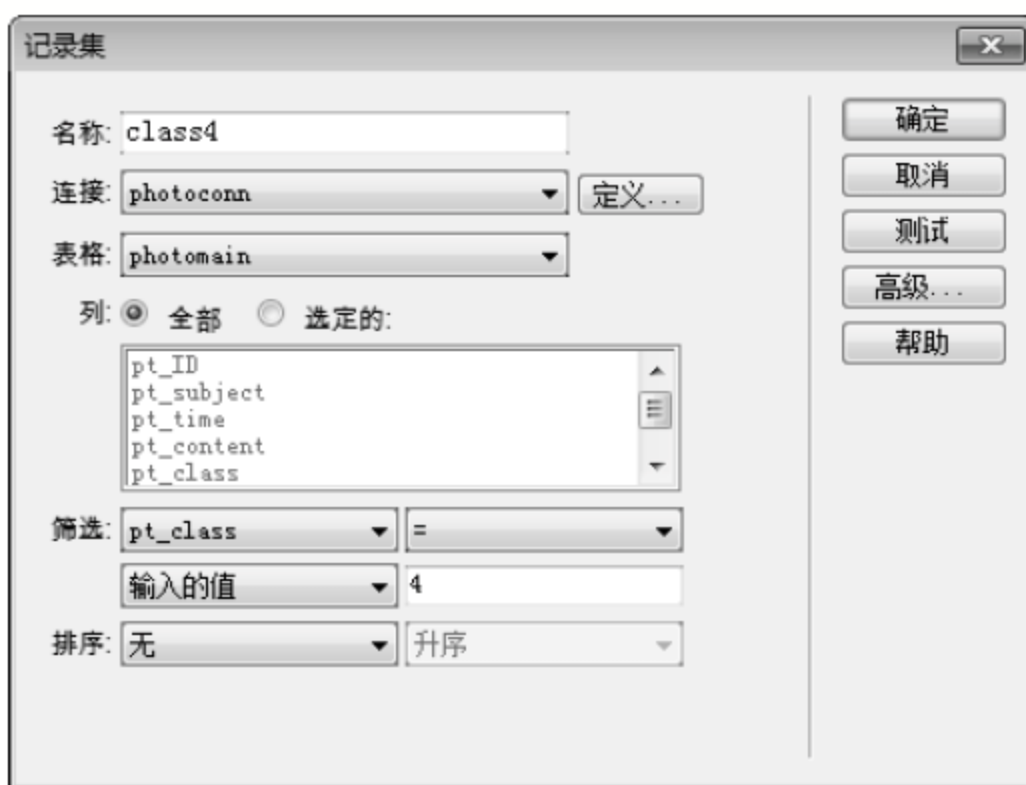 记录集
名称: class4
连接: photoconn 定义...
表格: photomain
列: 全部 选定的:
pt_ID
pt_subject
pt_time
pt_content
pt_class
筛选: pt_class =
输入的值 4
排序: 无 升序
确定
取消
测试
高级...
帮助